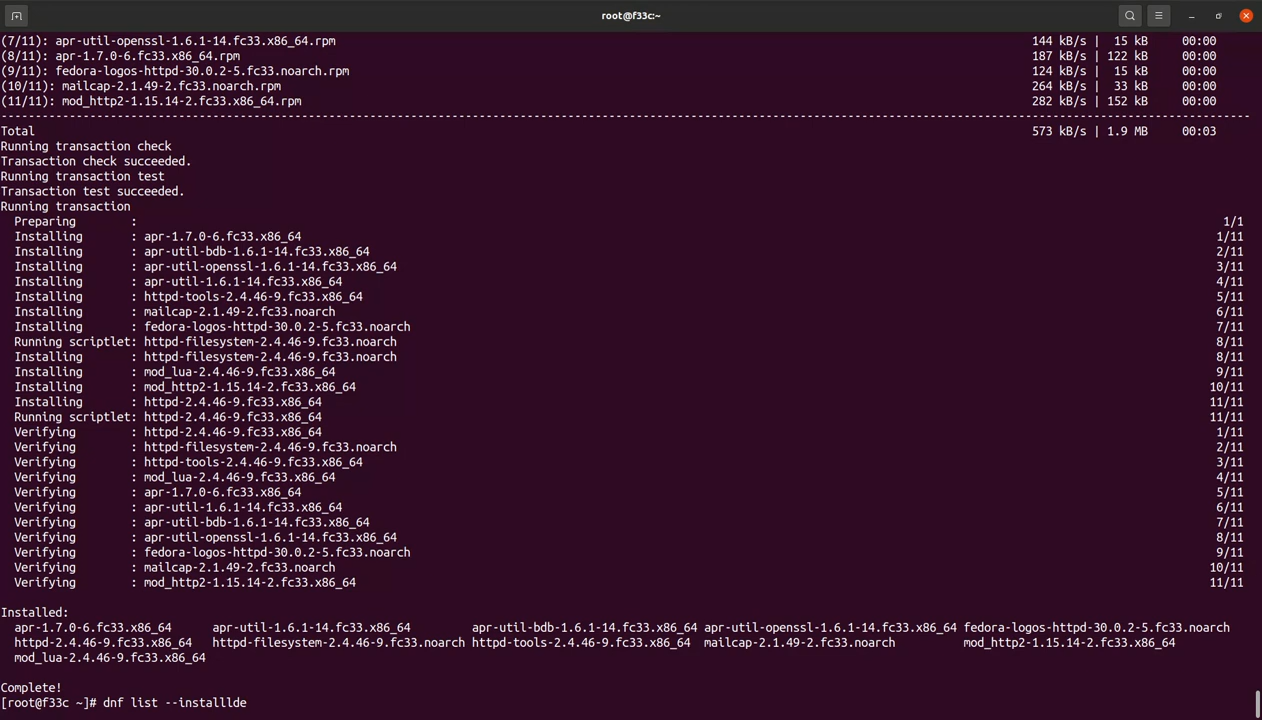 root@f33c:~
(7/11): apr-util-openssl-1.6.1-14.fc33.x86_64.rpm 144 kB/s | 15 kB 00:00
(8/11): apr-1.7.0-6.fc33.x86_64.rpm 187 kB/s | 122 kB 00:00
(9/11): fedora-logos-httpd-30.0.2-5.fc33.noarch.rpm 124 kB/s | 15 kB 00:00
(10/11): mailcap-2.1.49-2.fc33.noarch.rpm 264 kB/s | 33 kB 00:00
(11/11): mod_http2-1.15.14-2.fc33.x86_64.rpm 282 kB/s | 152 kB 00:00
--------------------------------------------------------------------------------
Total 573 kB/s | 1.9 MB 00:03
Running transaction check
Transaction check succeeded.
Running transaction test
Transaction test succeeded.
Running transaction
Preparing : 1/1
Installing : apr-1.7.0-6.fc33.x86_64 1/11
Installing : apr-util-bdb-1.6.1-14.fc33.x86_64 2/11
Installing : apr-util-openssl-1.6.1-14.fc33.x86_64 3/11
Installing : apr-util-1.6.1-14.fc33.x86_64 4/11
Installing : httpd-tools-2.4.46-9.fc33.x86_64 5/11
Installing : mailcap-2.1.49-2.fc33.noarch 6/11
Installing : fedora-logos-httpd-30.0.2-5.fc33.noarch 7/11
Running scriptlet: httpd-filesystem-2.4.46-9.fc33.noarch 8/11
Installing : httpd-filesystem-2.4.46-9.fc33.noarch 8/11
Installing : mod_lua-2.4.46-9.fc33.x86_64 9/11
Installing : mod_http2-1.15.14-2.fc33.x86_64 10/11
Installing : httpd-2.4.46-9.fc33.x86_64 11/11
Running scriptlet: httpd-2.4.46-9.fc33.x86_64 11/11
Verifying : httpd-2.4.46-9.fc33.x86_64 1/11
Verifying : httpd-filesystem-2.4.46-9.fc33.noarch 2/11
Verifying : httpd-tools-2.4.46-9.fc33.x86_64 3/11
Verifying : mod_lua-2.4.46-9.fc33.x86_64 4/11
Verifying : apr-1.7.0-6.fc33.x86_64 5/11
Verifying : apr-util-1.6.1-14.fc33.x86_64 6/11
Verifying : apr-util-bdb-1.6.1-14.fc33.x86_64 7/11
Verifying : apr-util-openssl-1.6.1-14.fc33.x86_64 8/11
Verifying : fedora-logos-httpd-30.0.2-5.fc33.noarch 9/11
Verifying : mailcap-2.1.49-2.fc33.noarch 10/11
Verifying : mod_http2-1.15.14-2.fc33.x86_64 11/11
Installed:
apr-1.7.0-6.fc33.x86_64 apr-util-1.6.1-14.fc33.x86_64 apr-util-bdb-1.6.1-14.fc33.x86_64 apr-util-openssl-1.6.1-14.fc33.x86_64 fedora-logos-httpd-30.0.2-5.fc33.noarch
httpd-2.4.46-9.fc33.x86_64 httpd-filesystem-2.4.46-9.fc33.noarch httpd-tools-2.4.46-9.fc33.x86_64 mailcap-2.1.49-2.fc33.noarch mod_http2-1.15.14-2.fc33.x86_64
mod_lua-2.4.46-9.fc33.x86_64
Complete!
[root@f33c ~]# dnf list --installlde